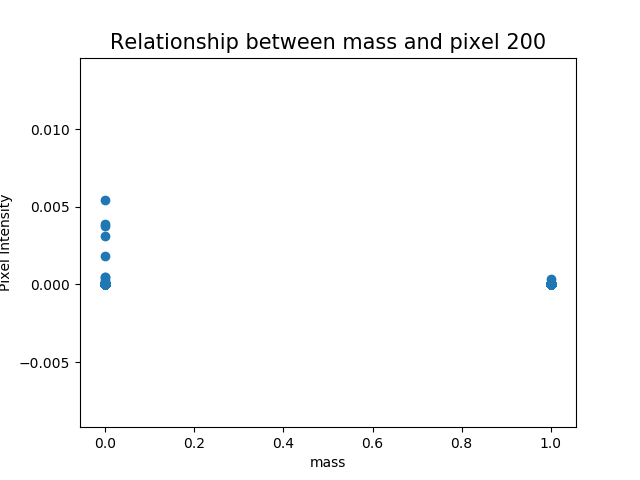 Relationship between mass and pixel 200
Pixel Intensity
0.010
0.005
0.000
−0.005
0.0 0.2 0.4 0.6 0.8 1.0
mass